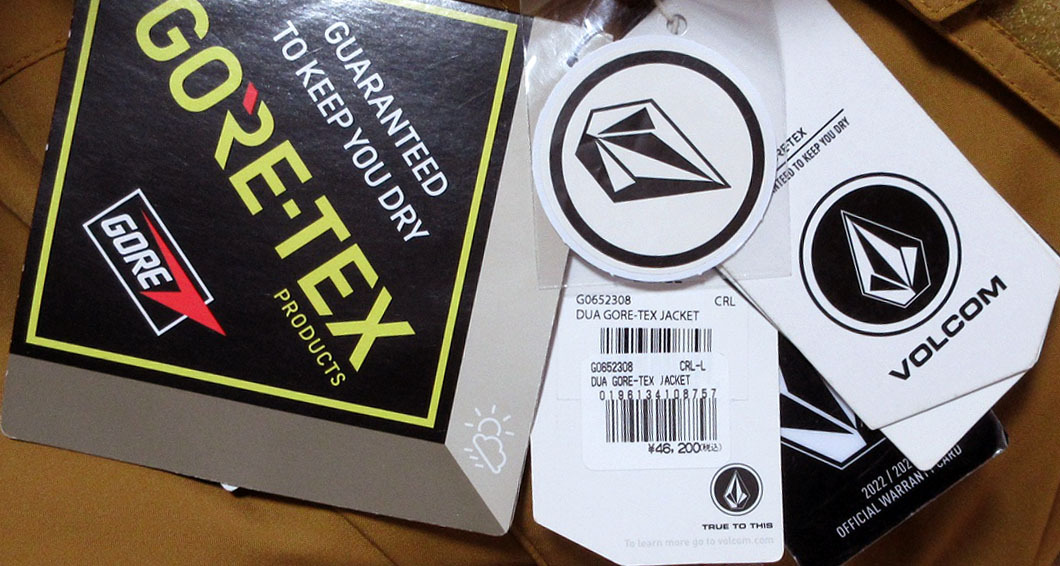 GORE-TEX
PRODUCTS
GUARANTEED
TO KEEP YOU DRY
GORE
G0652308 CRL
DUA GORE-TEX JACKET
G0652308 CRL-L
DUA GORE-TEX JACKET
0196134108757
¥46,200(税込)
TRUE TO THIS
To learn more go to volcom.com
RE-TEX
NTEED TO KEEP YOU DRY
VOLCOM
2022 / 202
OFFICIAL WARRANTY CARD